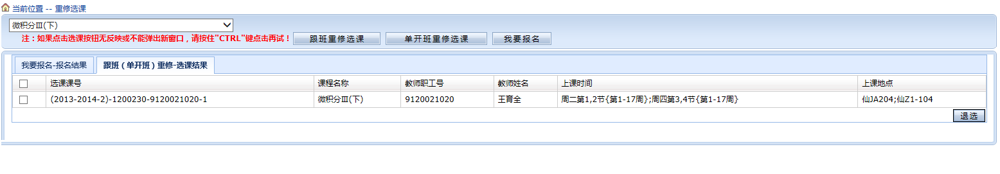 当前位置 -- 重修选课
微积分Ⅲ(下)
注：如果点击选课按钮无反映或不能弹出新窗口，请按住"CTRL"键点击再试！ 跟班重修选课 单开班重修选课 我要报名
我要报名-报名结果 跟班（单开班）重修-选课结果
选课课号 课程名称 教师职工号 教师姓名 上课时间 上课地点
(2013-2014-2)-1200230-9120021020-1 微积分Ⅲ(下) 9120021020 王育全 周二第1,2节{第1-17周};周四第3,4节{第1-17周} 仙JA204;仙Z1-104
退选